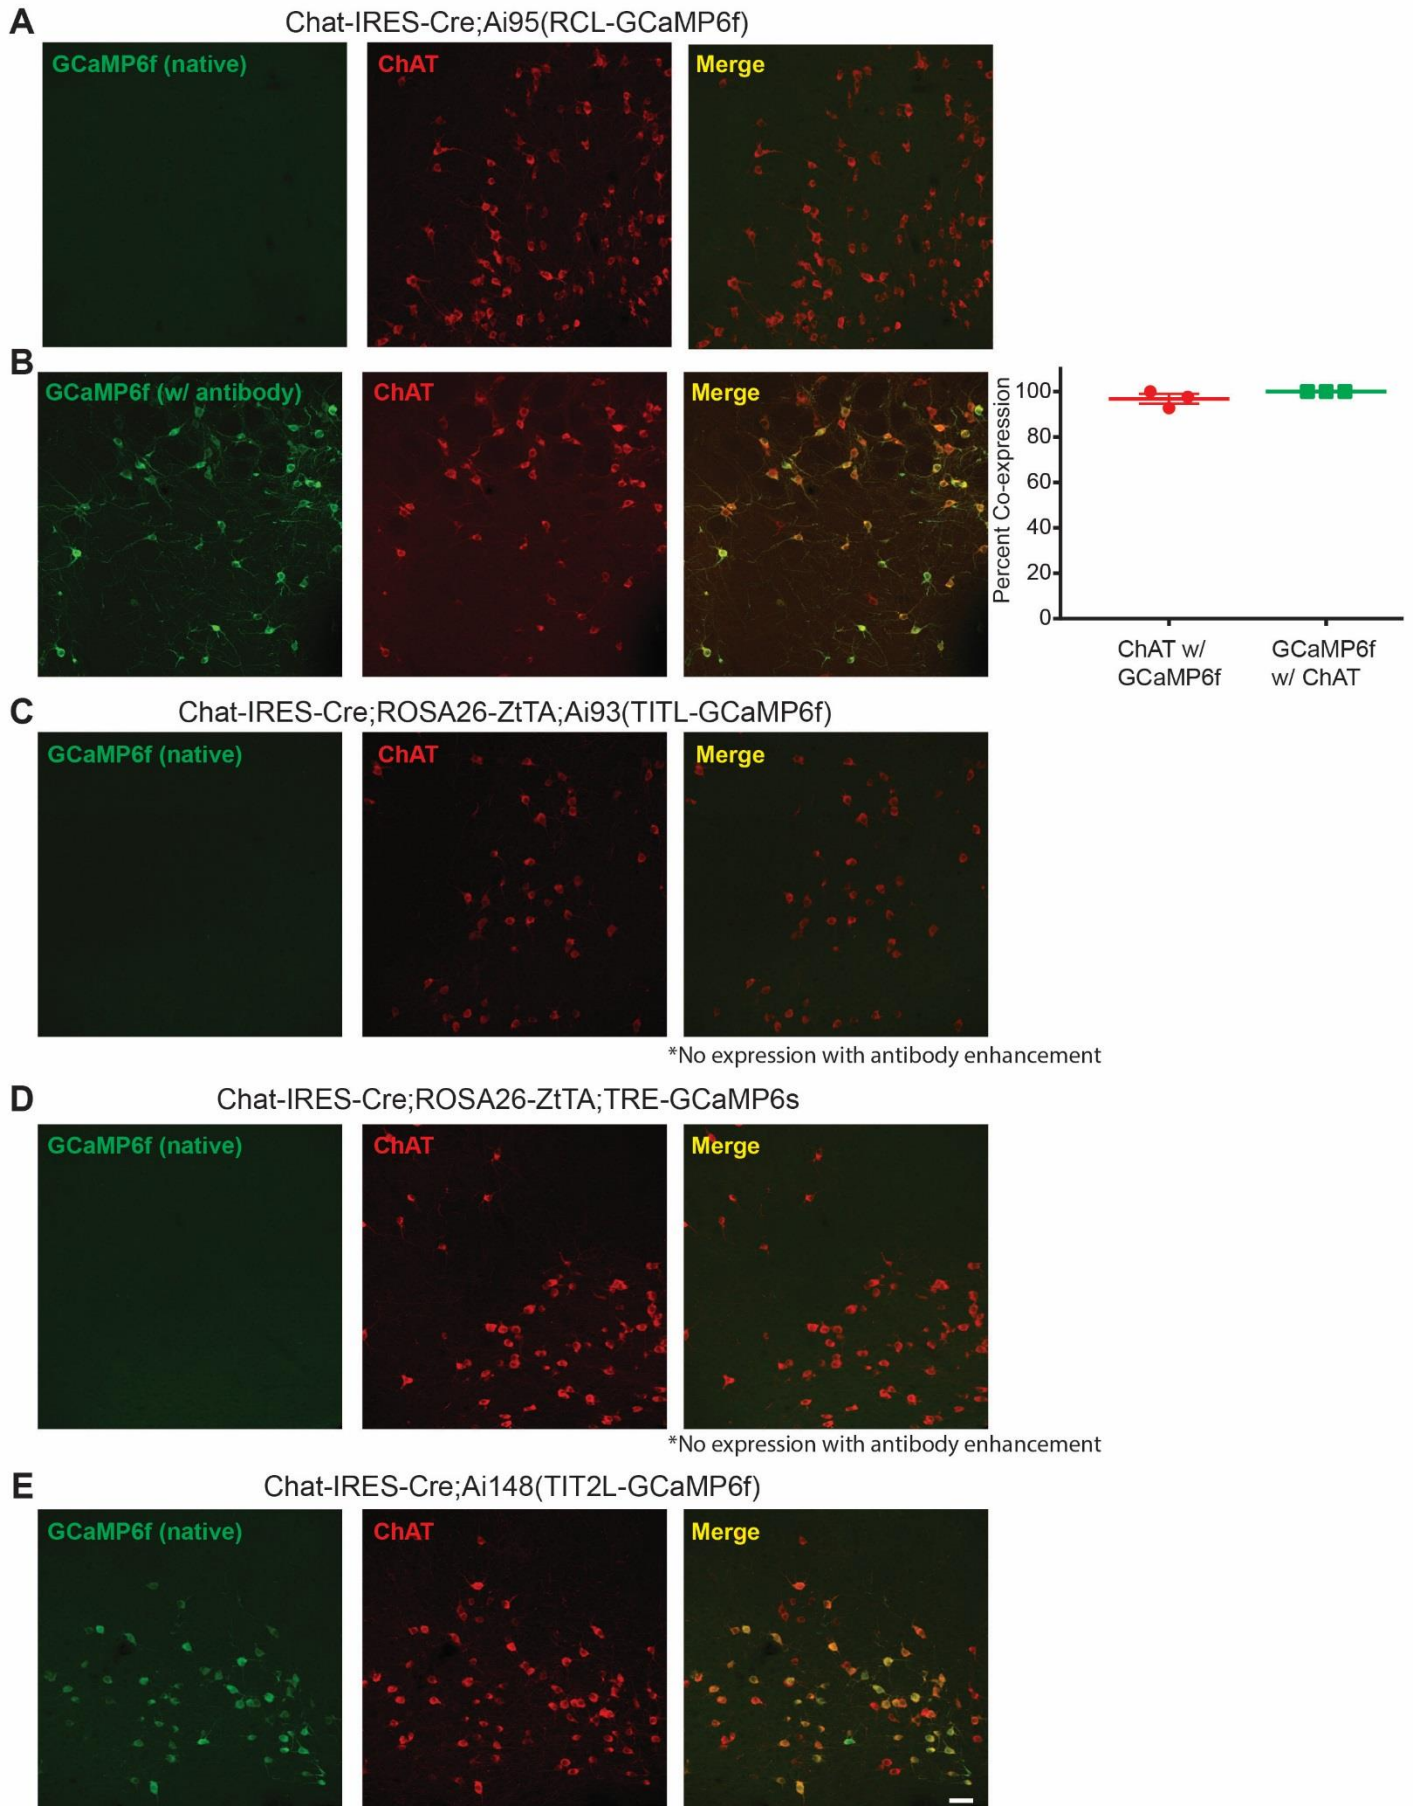 A
Chat-IRES-Cre;Ai95(RCL-GCaMP6f)
GCaMP6f (native)
ChAT
Merge
B
GCaMP6f (w/ antibody)
ChAT
Merge
Percent Co-expression
100
80
60
40
20
0
ChAT w/
GCaMP6f
GCaMP6f
w/ ChAT
C
Chat-IRES-Cre;ROSA26-ZtTA;Ai93(TITL-GCaMP6f)
GCaMP6f (native)
ChAT
Merge
*No expression with antibody enhancement
D
Chat-IRES-Cre;ROSA26-ZtTA;TRE-GCaMP6s
GCaMP6f (native)
ChAT
Merge
*No expression with antibody enhancement
E
Chat-IRES-Cre;Ai148(TIT2L-GCaMP6f)
GCaMP6f (native)
ChAT
Merge